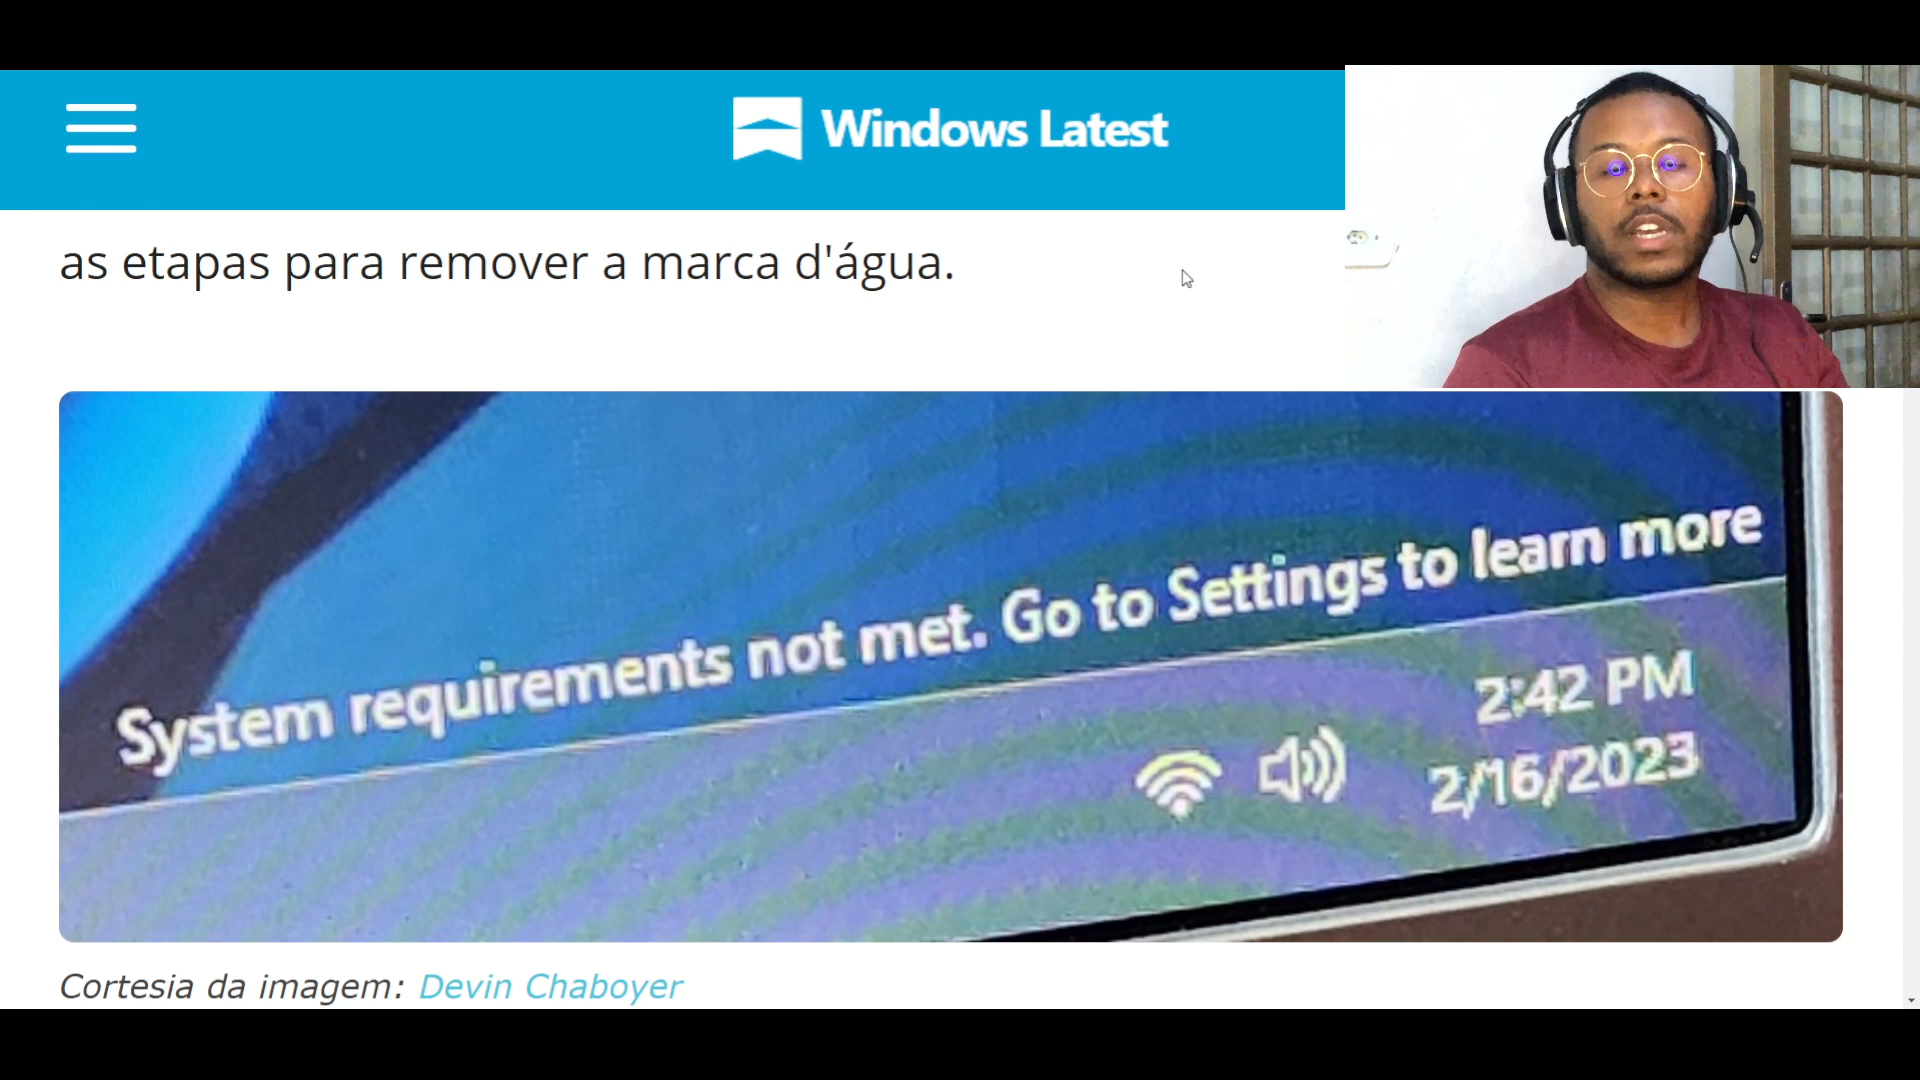 Windows Latest
as etapas para remover a marca d'água.
System requirements not met. Go to Settings to learn more
2:42 PM
2/16/2023
Cortesia da imagem: Devin Chaboyer